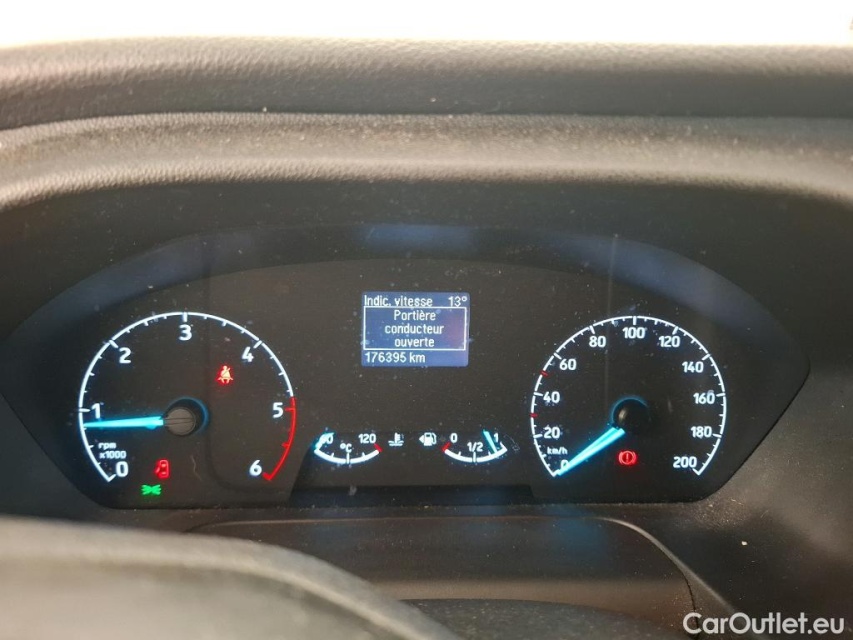 Indic. vitesse 13°
Portière
conducteur
ouverte
176395 km
0 1 2 3 4 5 6
rpm
x1000
°C 120
0 1/2 1
0 20 40 60 80 100 120 140 160 180 200
km/h
CarOutlet.eu